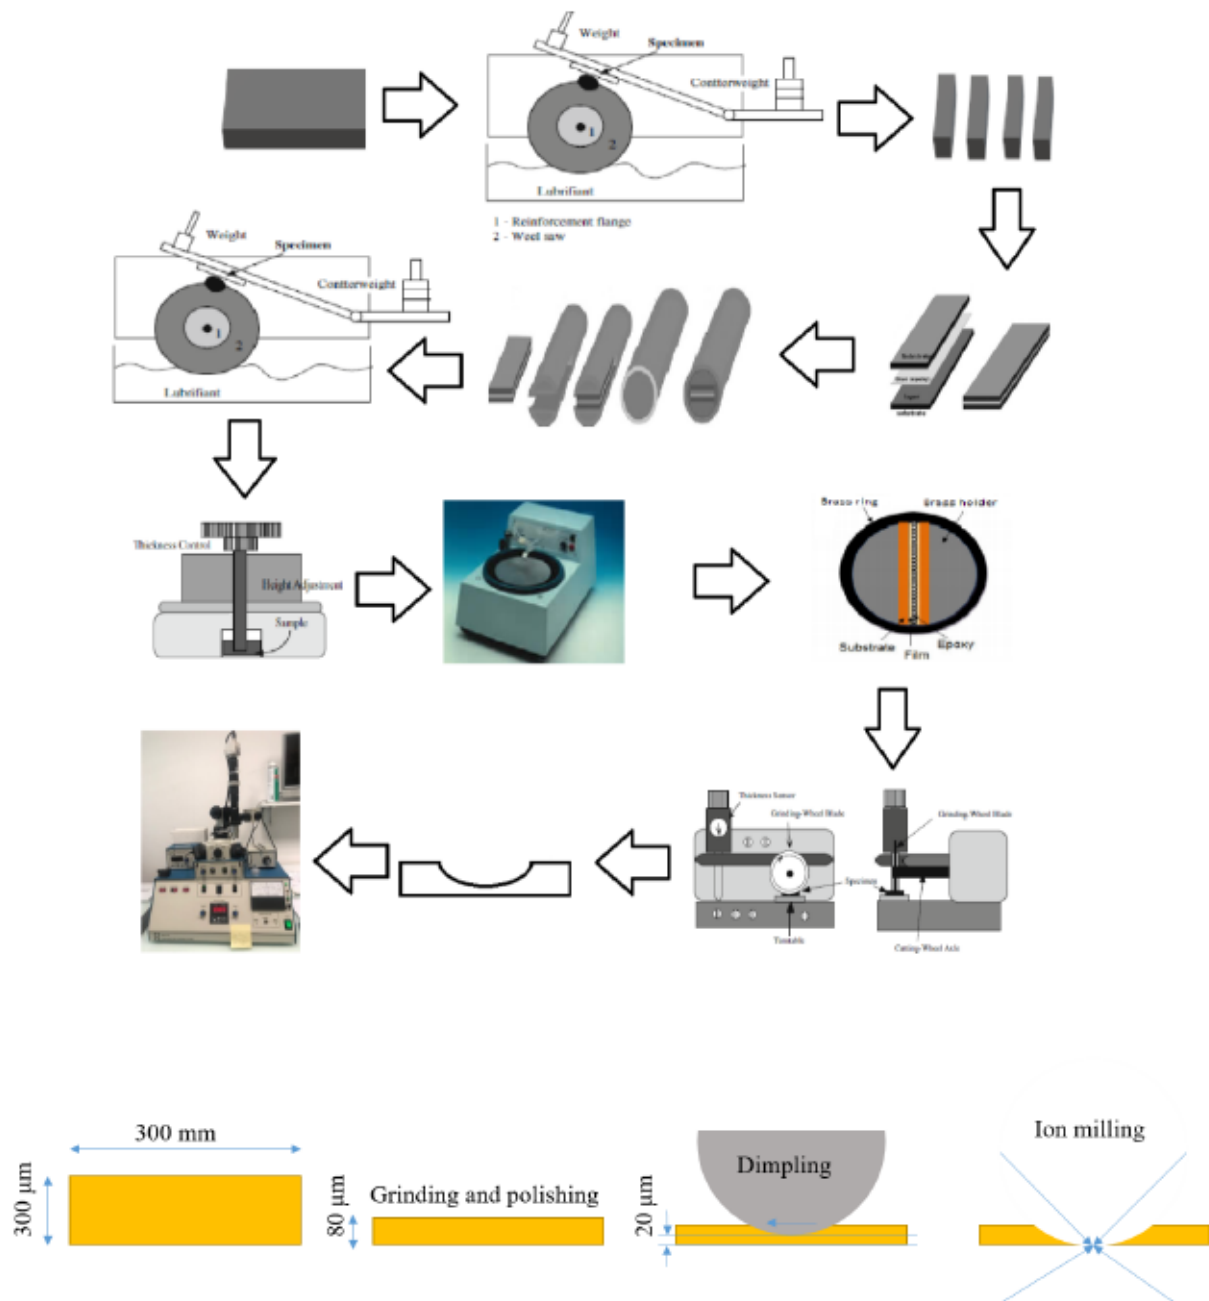 Weight
Specimen
Contterweight
1
2
Lubrifiant
1 - Reinforcement flange
2 - Weel saw
Weight
Specimen
Contterweight
1
2
Lubrifiant
substrate
Thickness Control
Height Adjustment
Sample
Brass ring
Brass holder
Substrate
Film
Epoxy
Thickness Sensor
Grinding-Wheel Blade
Specimen
Turntable
Grinding-Wheel Blade
Cutting-Wheel Axle
300 mm
300 µm
Grinding and polishing
80 µm
Dimpling
20 µm
Ion milling